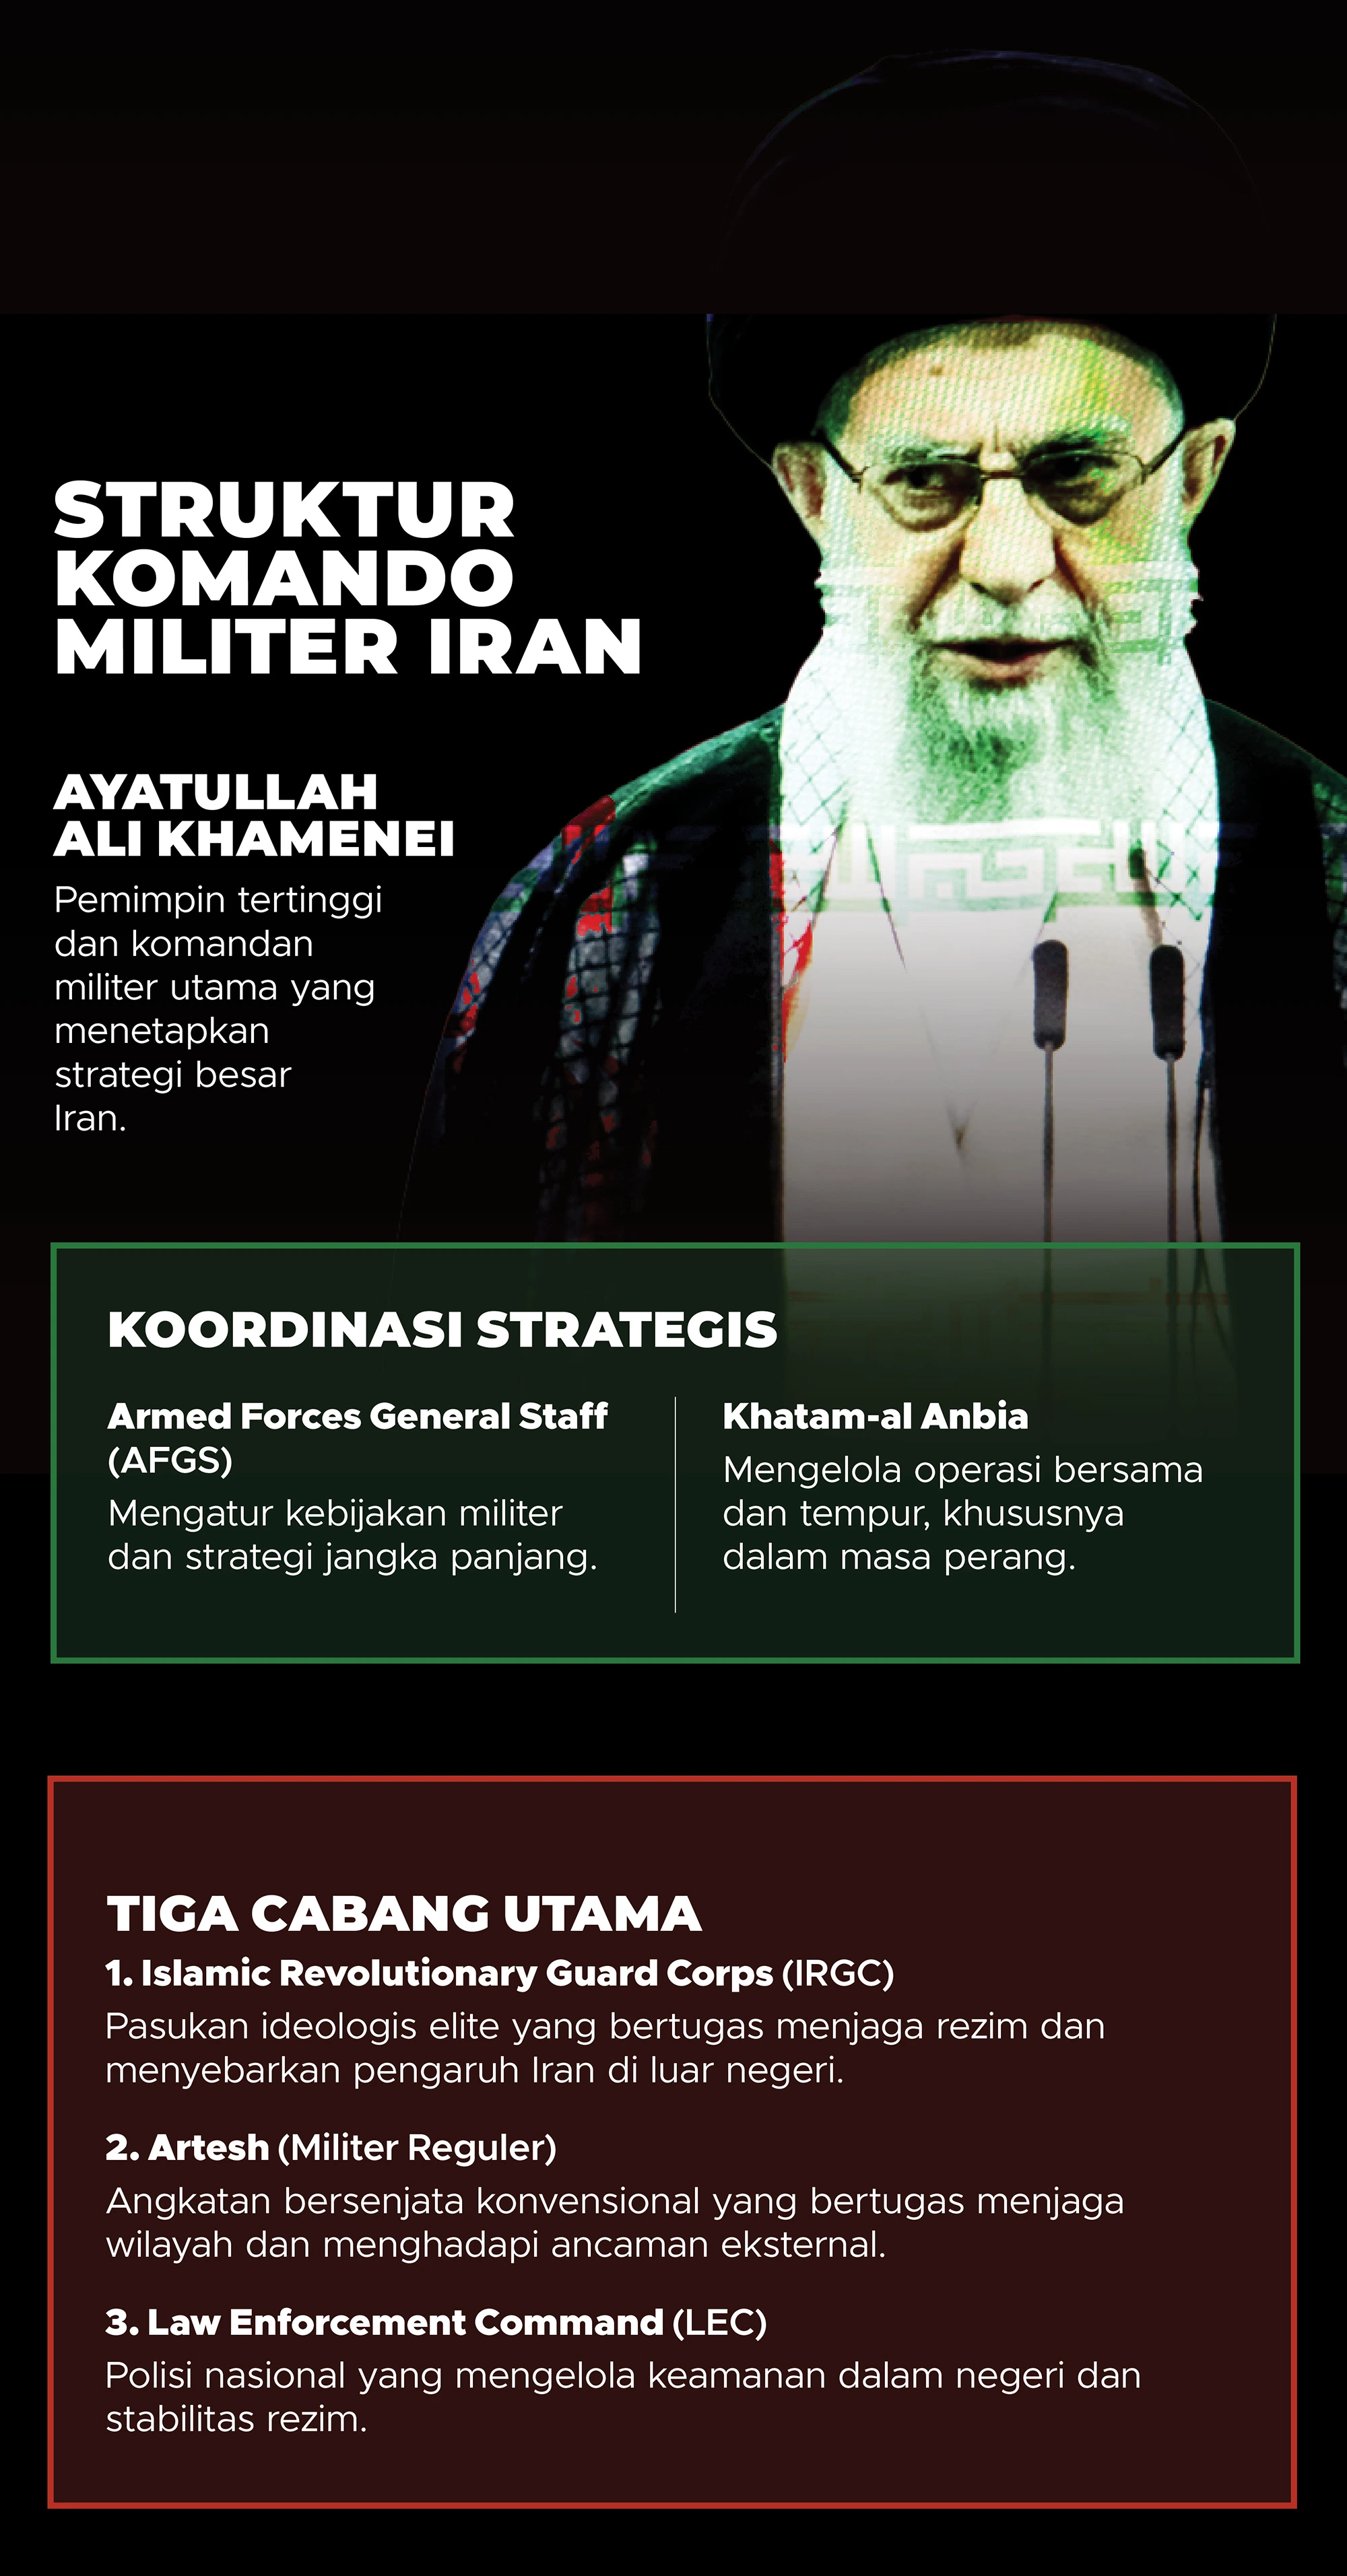 STRUKTUR
KOMANDO
MILITER IRAN
AYATULLAH
ALI KHAMENEI
Pemimpin tertinggi
dan komandan
militer utama yang
menetapkan
strategi besar
Iran.
KOORDINASI STRATEGIS
Armed Forces General Staff
(AFGS)
Mengatur kebijakan militer
dan strategi jangka panjang.
Khatam-al Anbia
Mengelola operasi bersama
dan tempur, khususnya
dalam masa perang.
TIGA CABANG UTAMA
1. Islamic Revolutionary Guard Corps (IRGC)
Pasukan ideologis elite yang bertugas menjaga rezim dan
menyebarkan pengaruh Iran di luar negeri.
2. Artesh (Militer Reguler)
Angkatan bersenjata konvensional yang bertugas menjaga
wilayah dan menghadapi ancaman eksternal.
3. Law Enforcement Command (LEC)
Polisi nasional yang mengelola keamanan dalam negeri dan
stabilitas rezim.